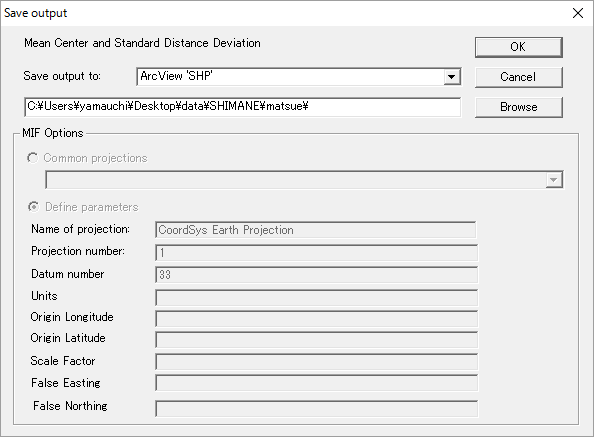 Save output
Mean Center and Standard Distance Deviation
OK
Save output to:
ArcView 'SHP'
Cancel
C:¥Users¥yamauchi¥Desktop¥data¥SHIMANE¥matsue¥
Browse
MIF Options
Common projections
Define parameters
Name of projection:
CoordSys Earth Projection
Projection number:
1
Datum number
33
Units
Origin Longitude
Origin Latitude
Scale Factor
False Easting
False Northing